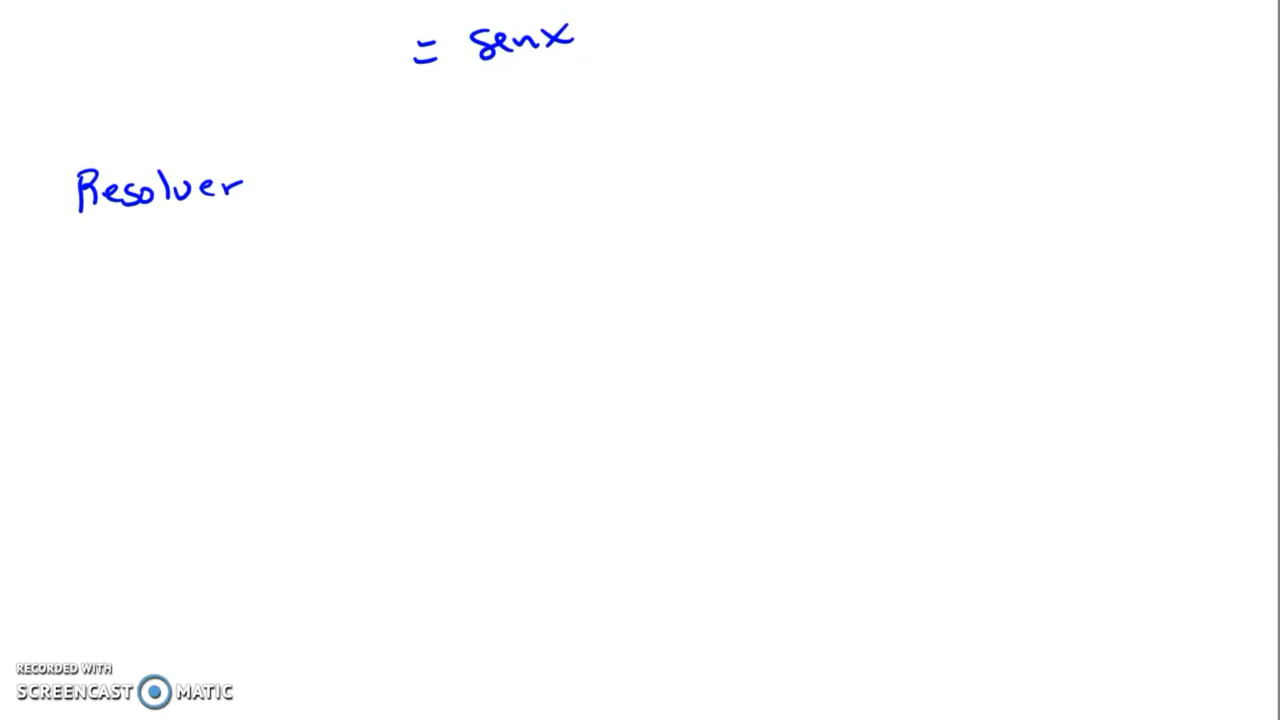 = senx
Resolver
RECORDED WITH
SCREENCAST MATIC